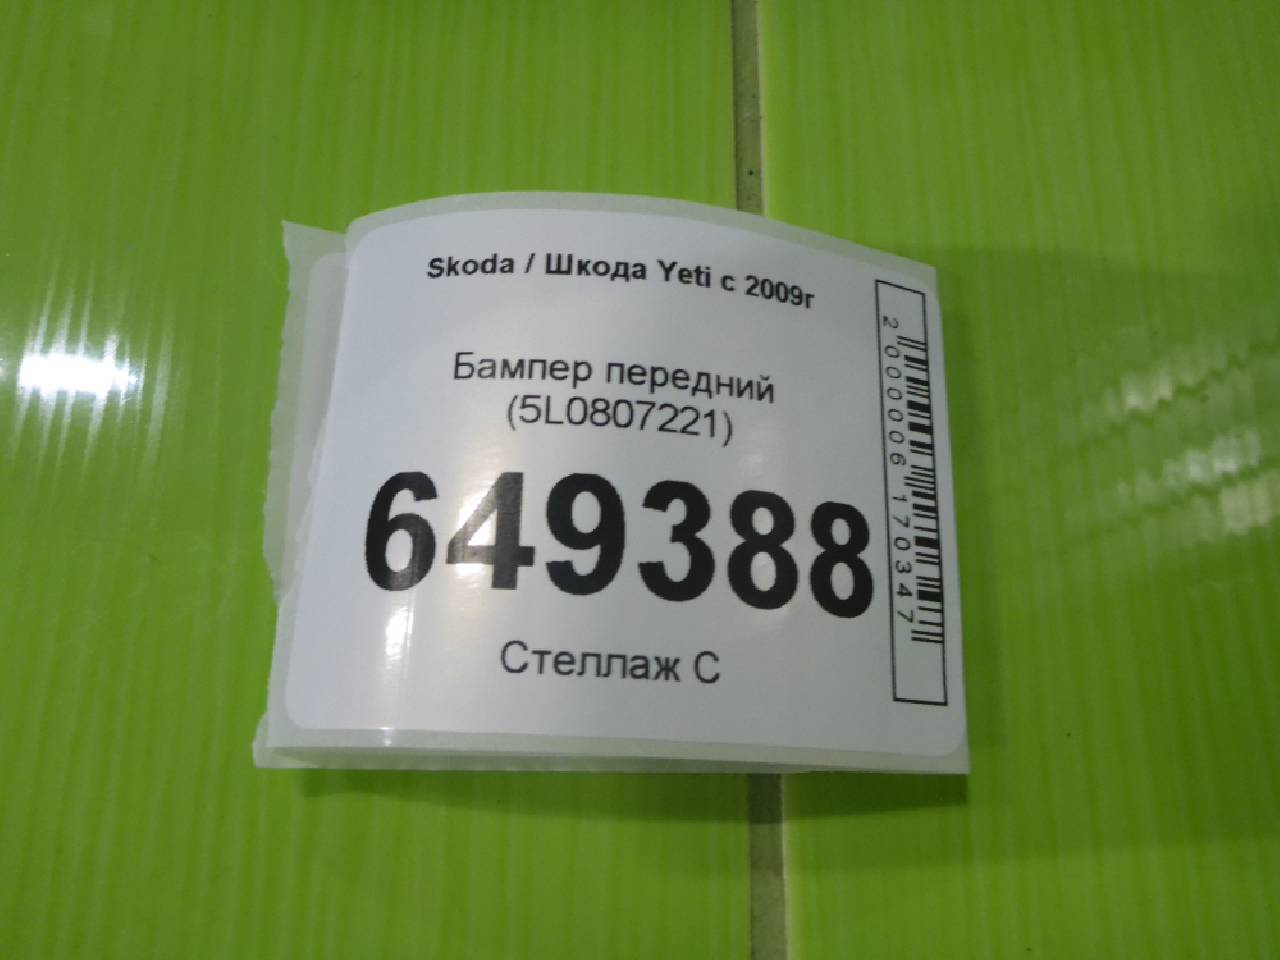 Skoda / Шкода Yeti с 2009г
Бампер передний
(5L0807221)
649388
Стеллаж С
2000006170347